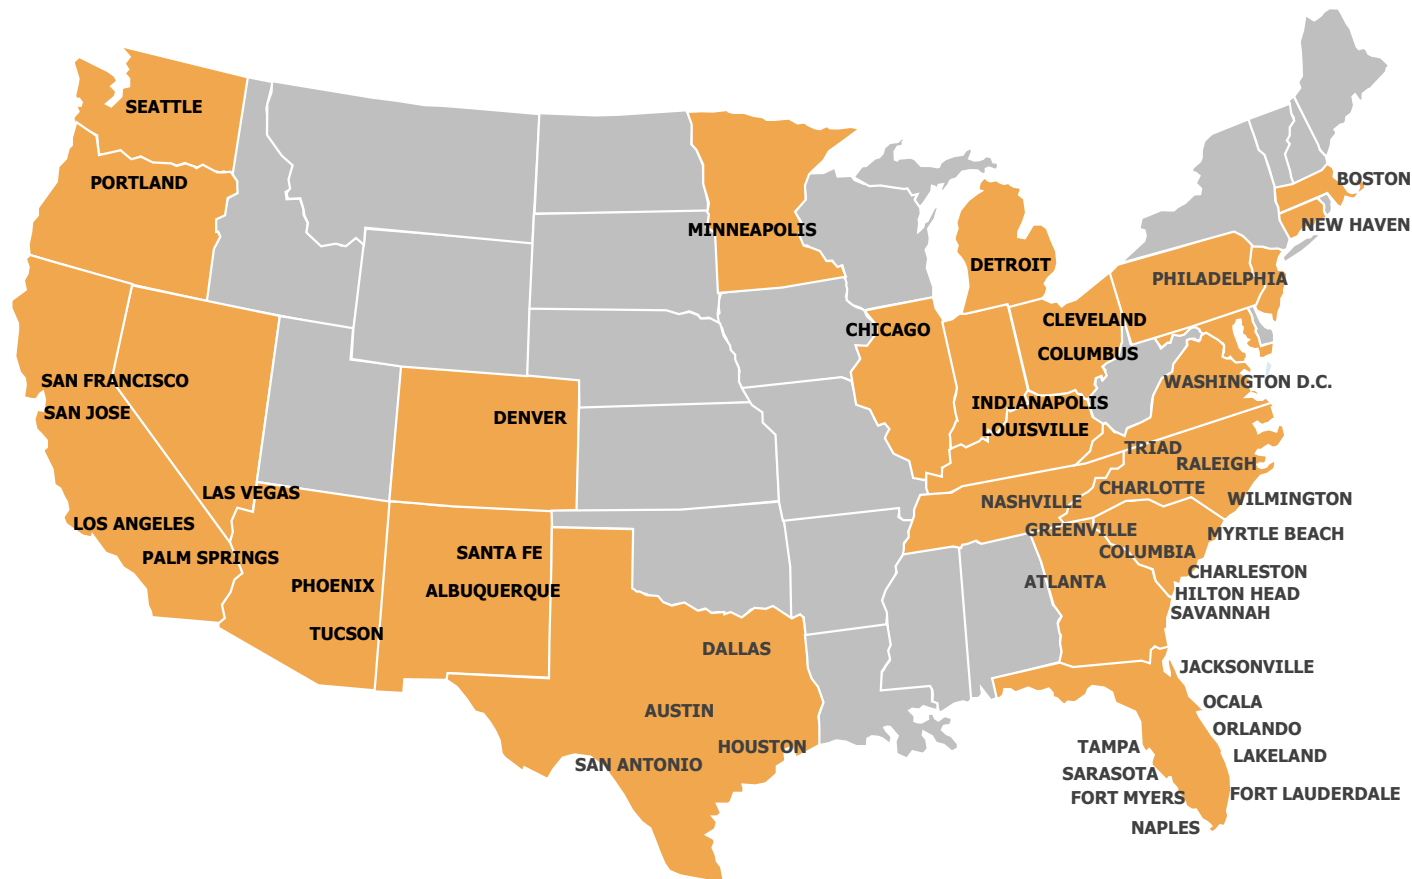 SEATTLE
PORTLAND
BOSTON
NEW HAVEN
MINNEAPOLIS
DETROIT
PHILADELPHIA
CHICAGO
CLEVELAND
COLUMBUS
SAN FRANCISCO
SAN JOSE
DENVER
INDIANAPOLIS
LOUISVILLE
WASHINGTON D.C.
TRIAD
RALEIGH
CHARLOTTE
WILMINGTON
NASHVILLE
LAS VEGAS
LOS ANGELES
PALM SPRINGS
GREENVILLE
MYRTLE BEACH
COLUMBIA
SANTA FE
ALBUQUERQUE
PHOENIX
TUCSON
ATLANTA
CHARLESTON
HILTON HEAD
SAVANNAH
DALLAS
JACKSONVILLE
AUSTIN
OCALA
ORLANDO
HOUSTON
SAN ANTONIO
TAMPA
LAKELAND
SARASOTA
FORT MYERS
FORT LAUDERDALE
NAPLES